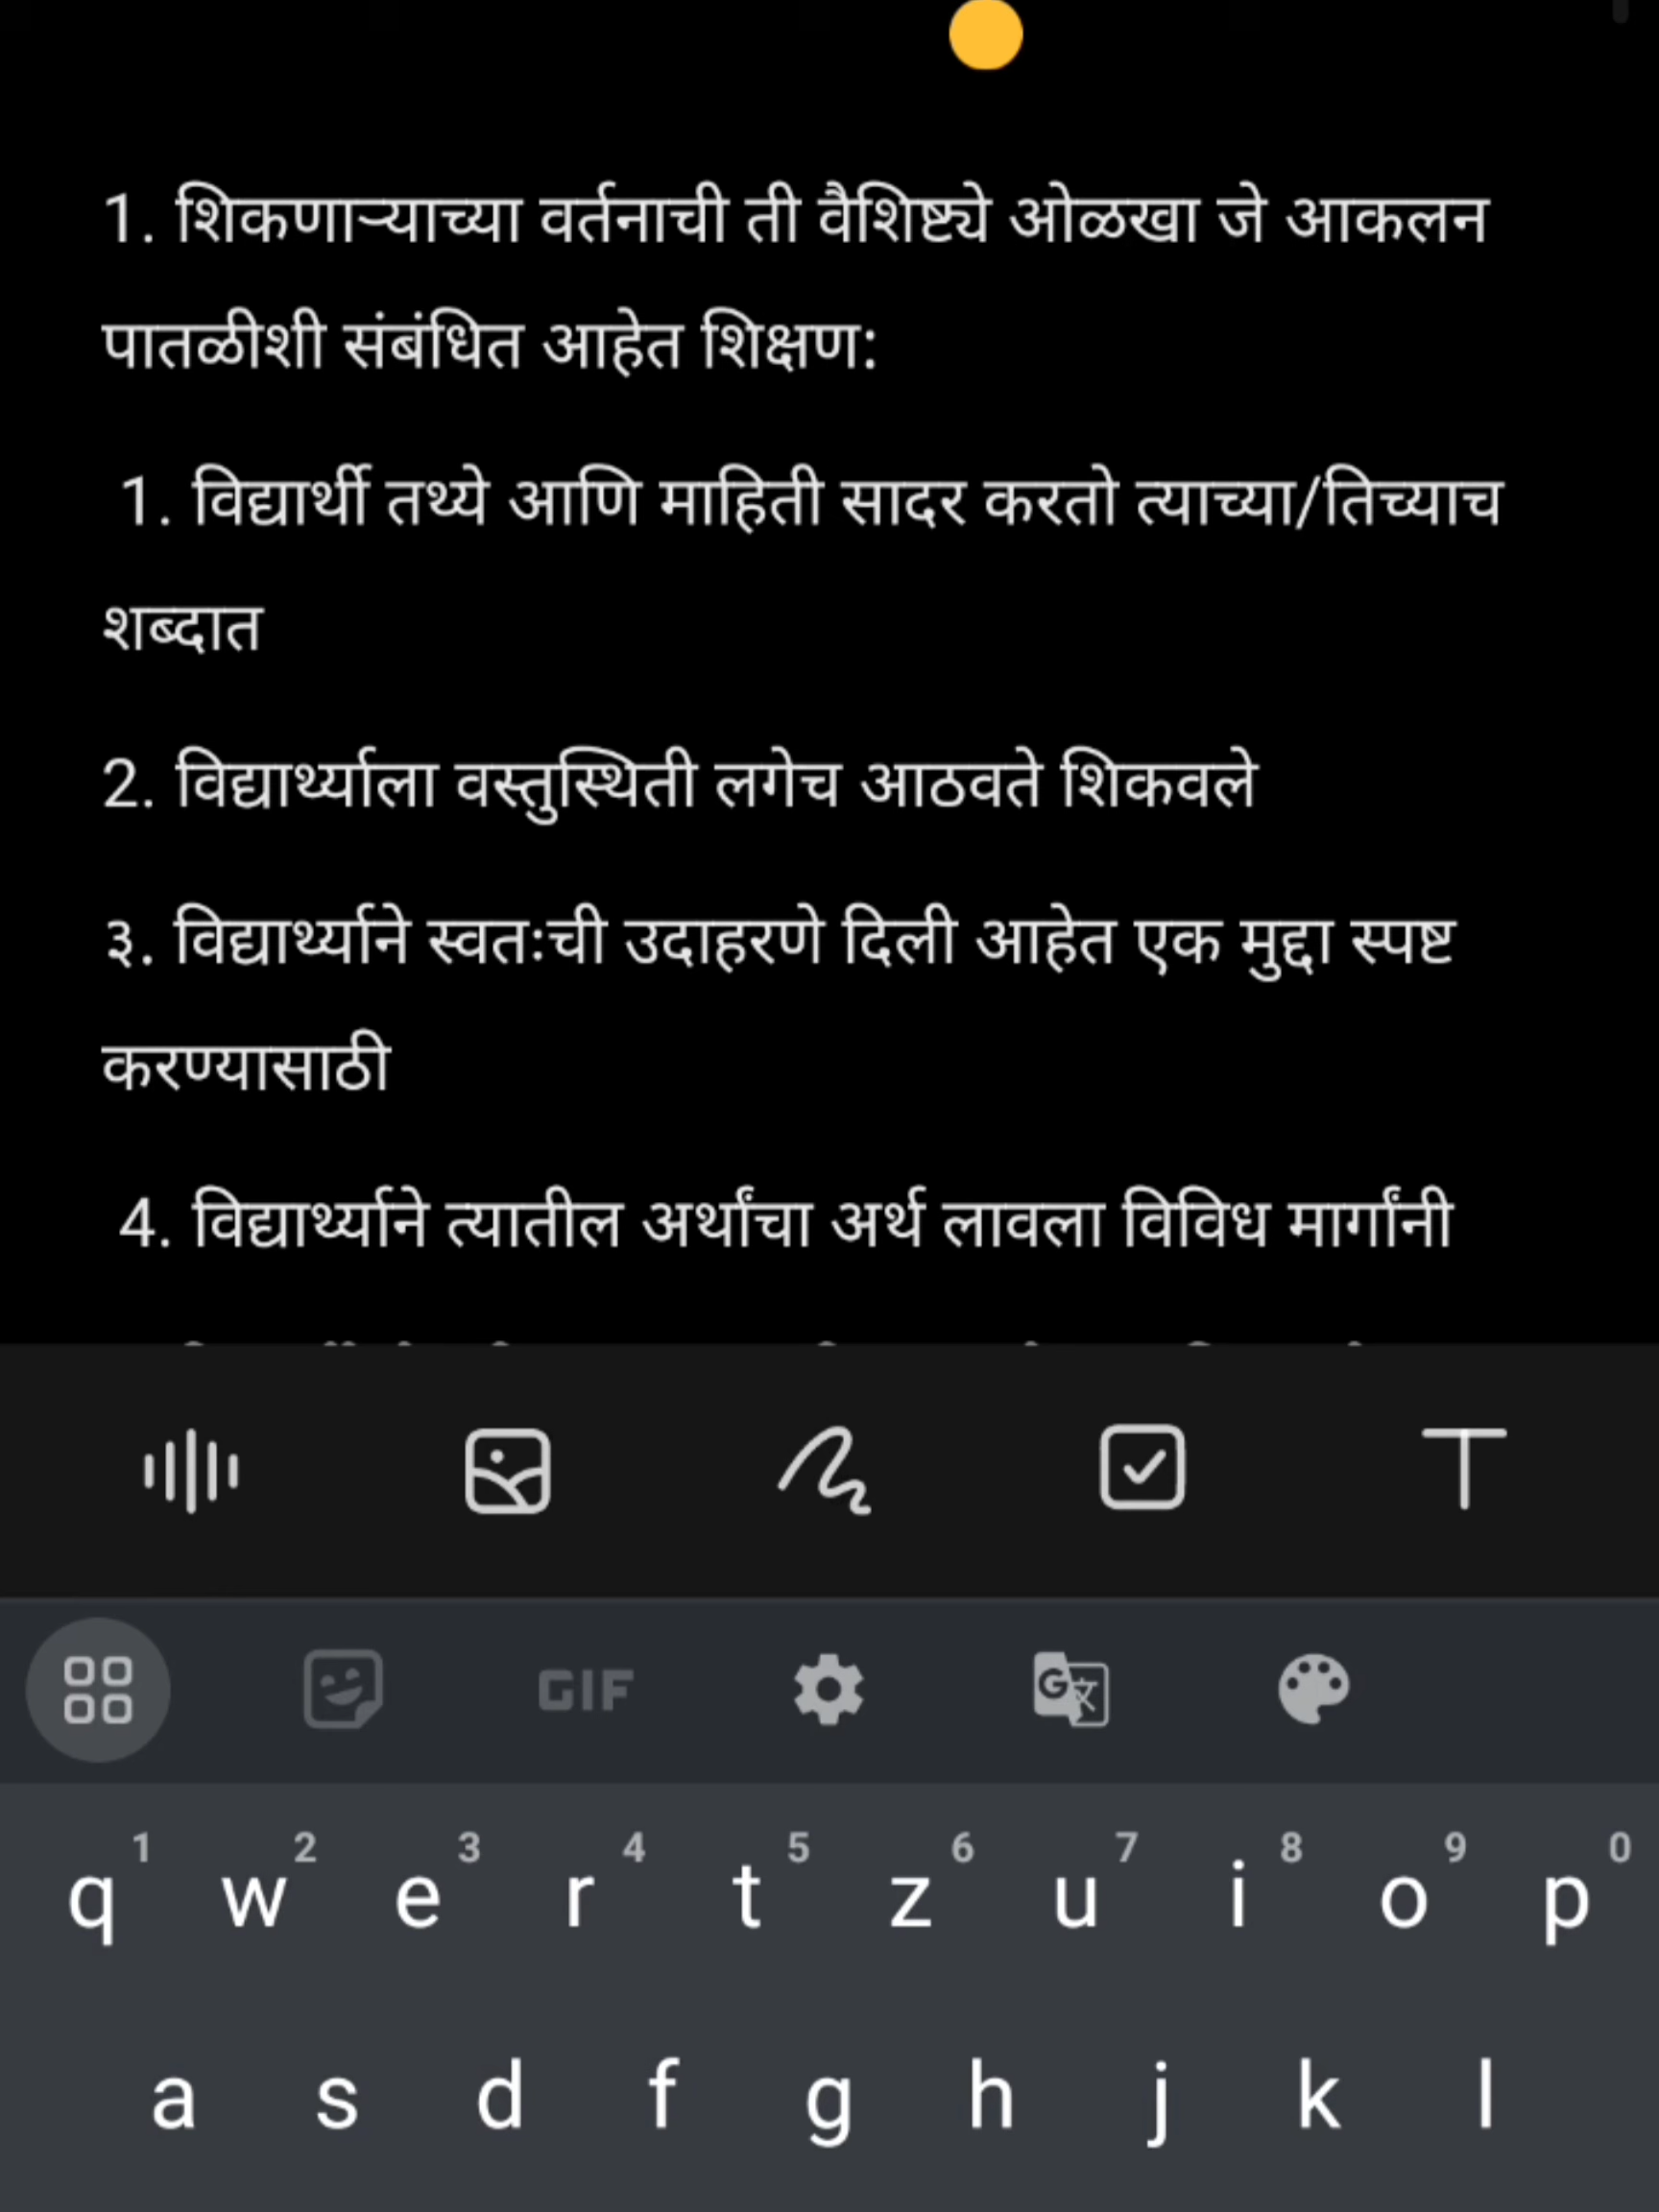 1. शिकणाऱ्याच्या वर्तनाची ती वैशिष्ट्ये ओळखा जे आकलन
पातळीशी संबंधित आहेत शिक्षण:
1. विद्यार्थी तथ्ये आणि माहिती सादर करतो त्याच्या/तिच्याच
शब्दात
2. विद्यार्थ्याला वस्तुस्थिती लगेच आठवते शिकवले
३. विद्यार्थ्याने स्वतःची उदाहरणे दिली आहेत एक मुद्दा स्पष्ट
करण्यासाठी
4. विद्यार्थ्याने त्यातील अर्थांचा अर्थ लावला विविध मार्गांनी
GIF
1 2 3 4 5 6 7 8 9 0
q w e r t z u i o p
a s d f g h j k l